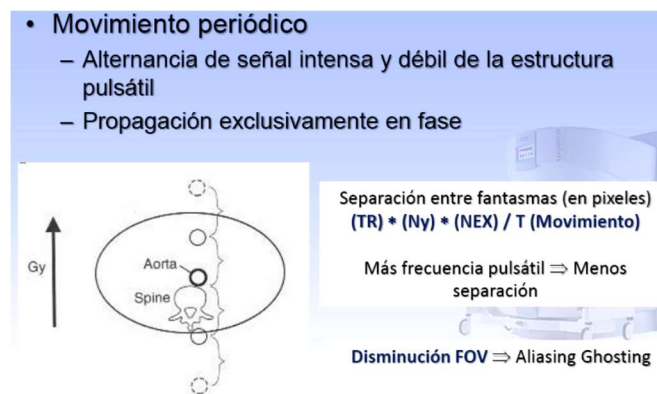 • Movimiento periódico
– Alternancia de señal intensa y débil de la estructura
pulsátil
– Propagación exclusivamente en fase
Gy
Aorta
Spine
Separación entre fantasmas (en pixeles)
(TR) * (Ny) * (NEX) / T (Movimiento)
Más frecuencia pulsátil ⇒ Menos
separación
Disminución FOV ⇒ Aliasing Ghosting